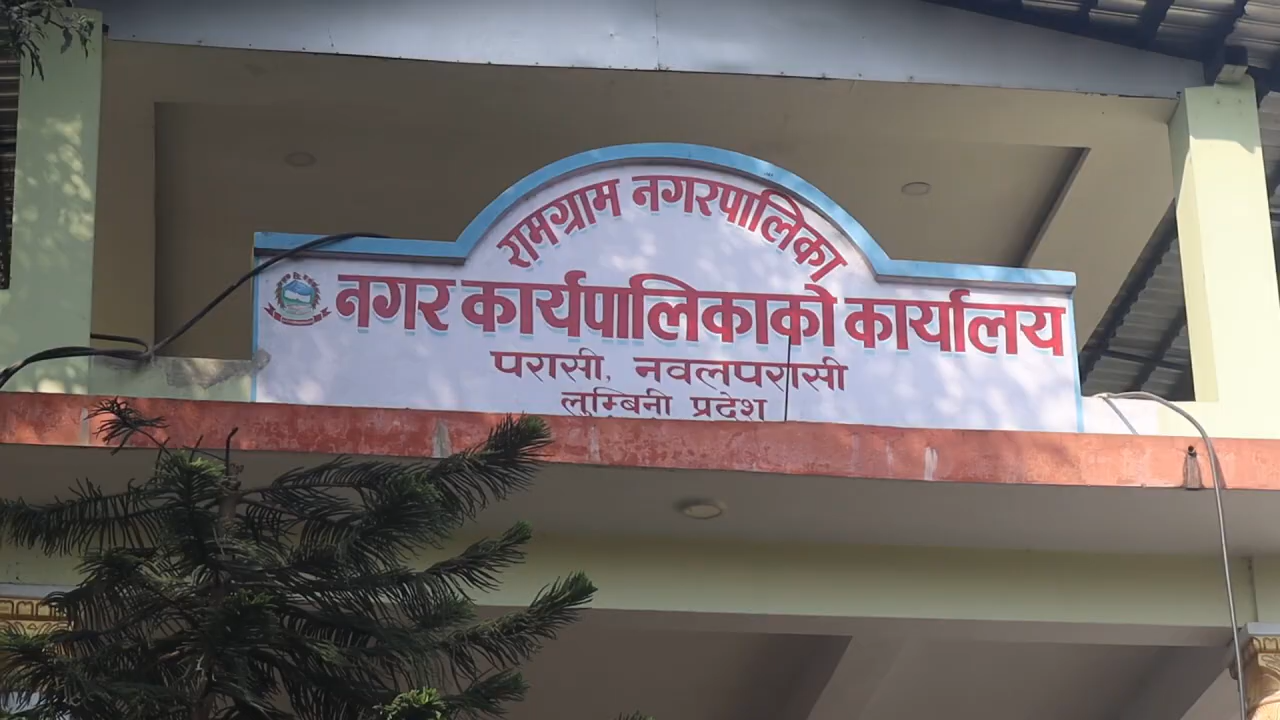 रामग्राम नगरपालिका
नगर कार्यपालिकाको कार्यालय
परासी, नवलपरासी
लुम्बिनी प्रदेश